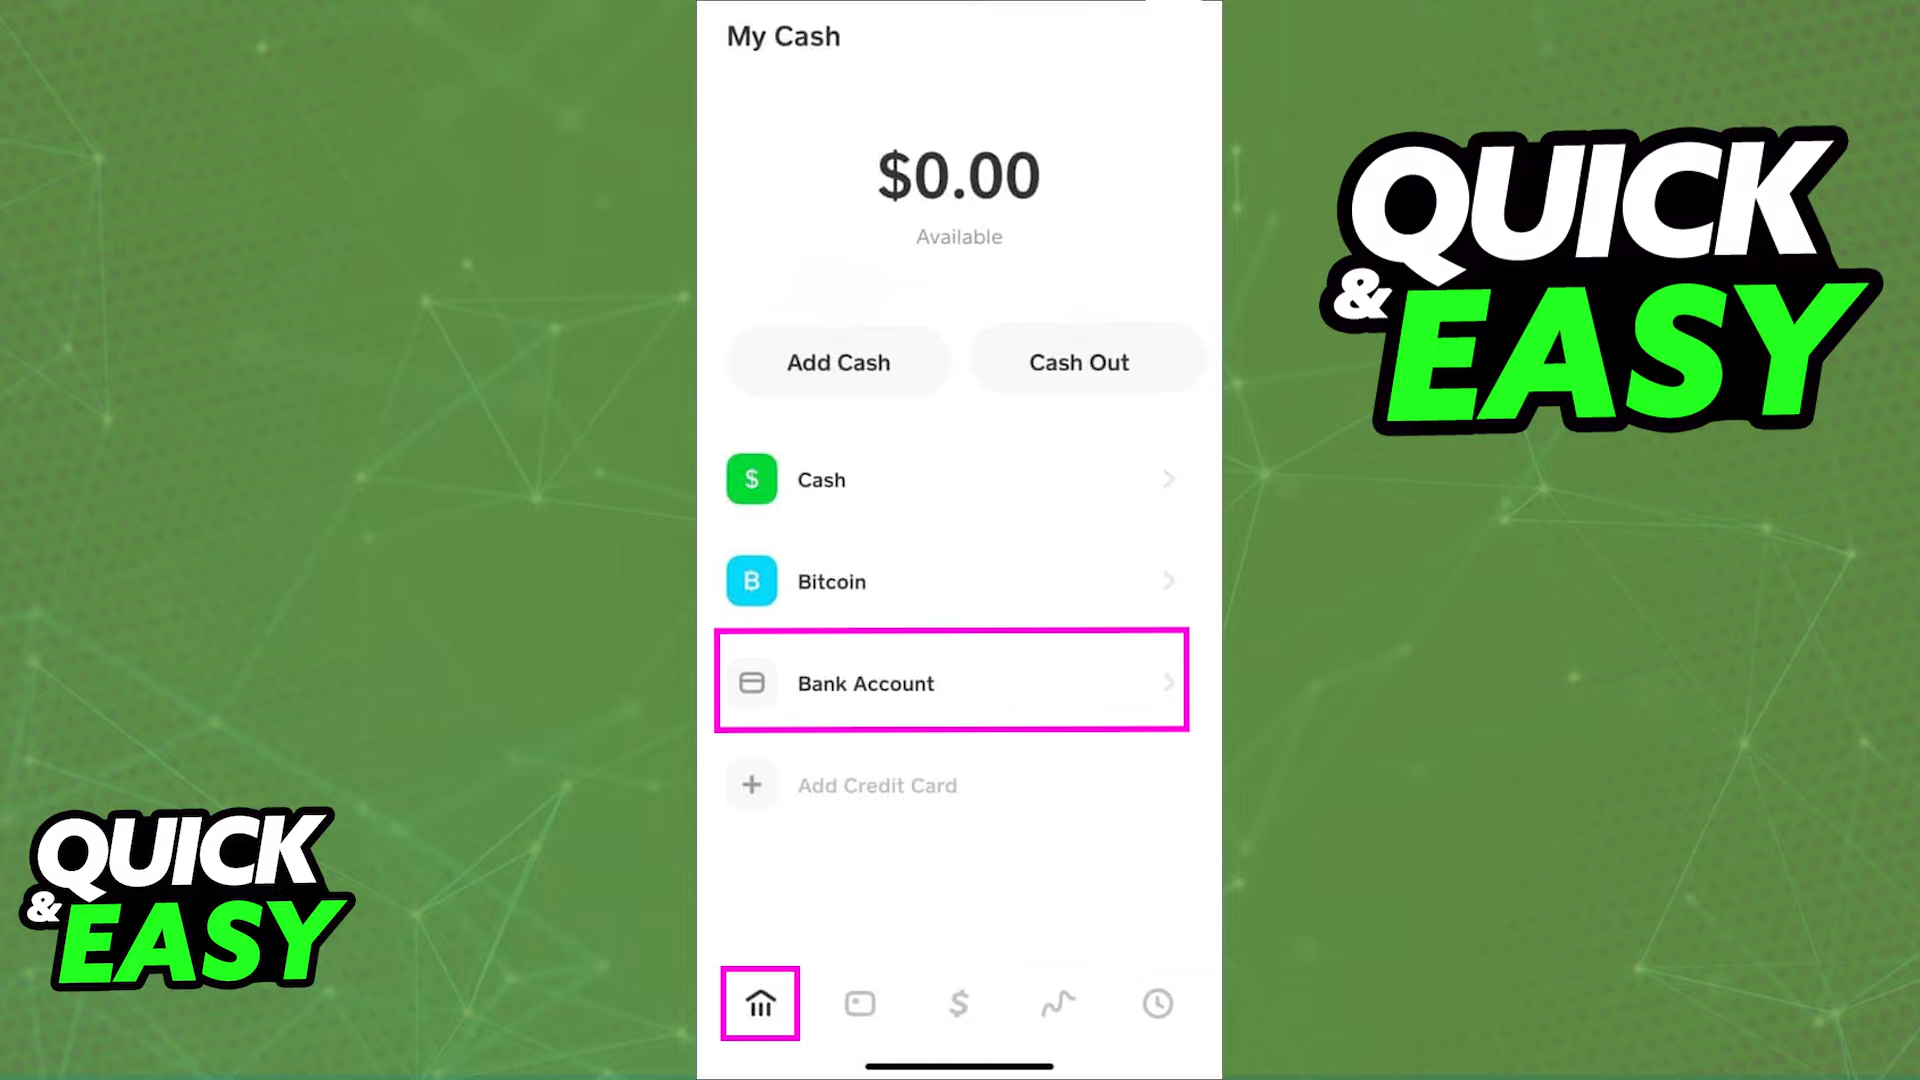 My Cash
$0.00
Available
Add Cash
Cash Out
$ Cash
B Bitcoin
Bank Account
+ Add Credit Card
$
QUICK
& EASY
QUICK
& EASY